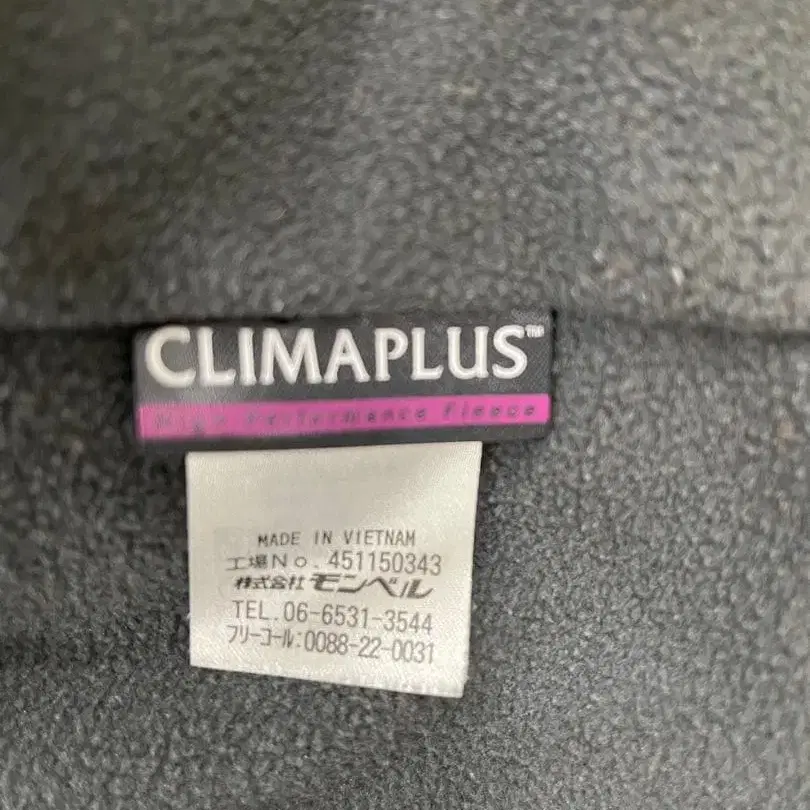 CLIMAPLUS™
High Performance Fleece
MADE IN VIETNAM
工場No.451150343
株式会社モンベル
TEL.06-6531-3544
フリーコール:0088-22-0031